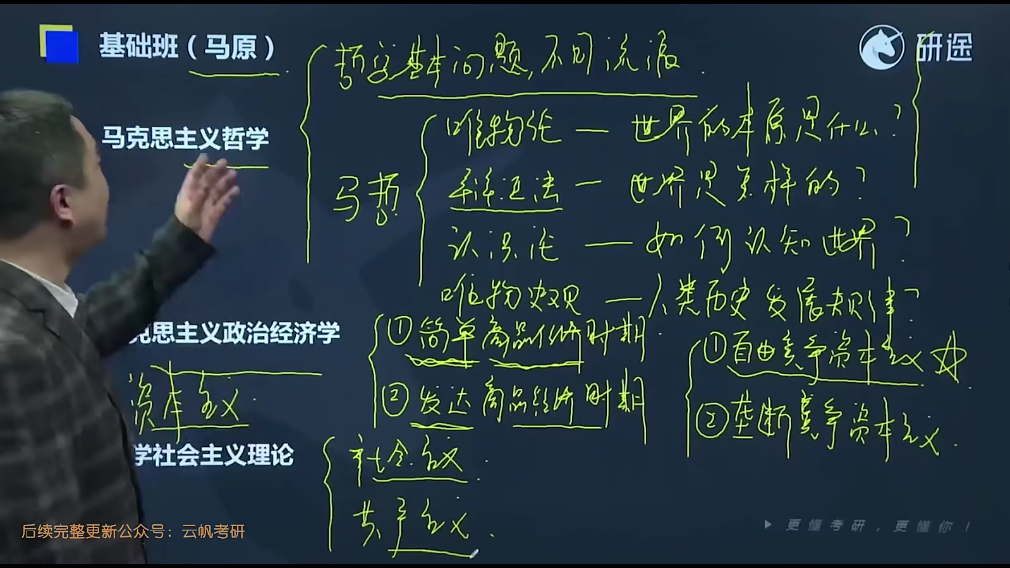 基础班（马原）
哲学基本问题,不同流派.
研途
马克思主义哲学
马哲
唯物论 — 世界的本原是什么?
辩证法 — 世界是怎样的?
认识论 — 如何认知世界?
唯物史观 — 人类历史发展规律?
克思主义政治经济学
资本主义
①简单商品经济时期.
②发达商品经济时期
①自由竞争资本主义☆
②垄断竞争资本主义.
学社会主义理论
社会主义.
共产主义.
后续完整更新公众号：云帆考研
更懂考研，更懂你！